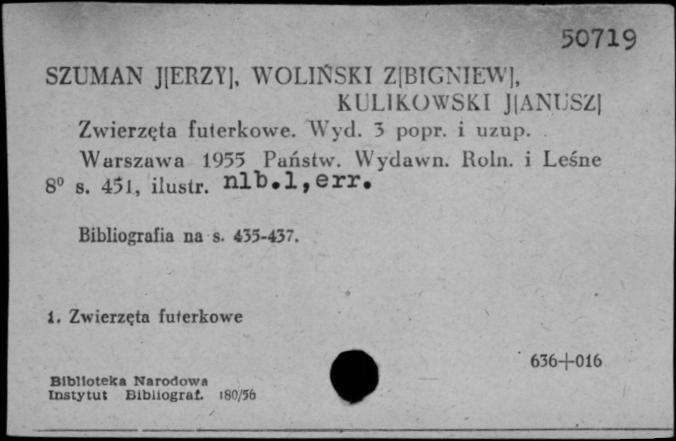 50719
SZUMAN J[ERZY], WOLIŃSKI Z[BIGNIEW],
KULIKOWSKI J[ANUSZ]
Zwierzęta futerkowe. Wyd. 3 popr. i uzup.
Warszawa 1955 Państw. Wydawn. Roln. i Leśne
8⁰ s. 451, ilustr. nlb.1,err.
Bibliografia na s. 435-437.
1. Zwierzęta futerkowe
636+016
Biblioteka Narodowa
Instytut Bibliograf. 180/56